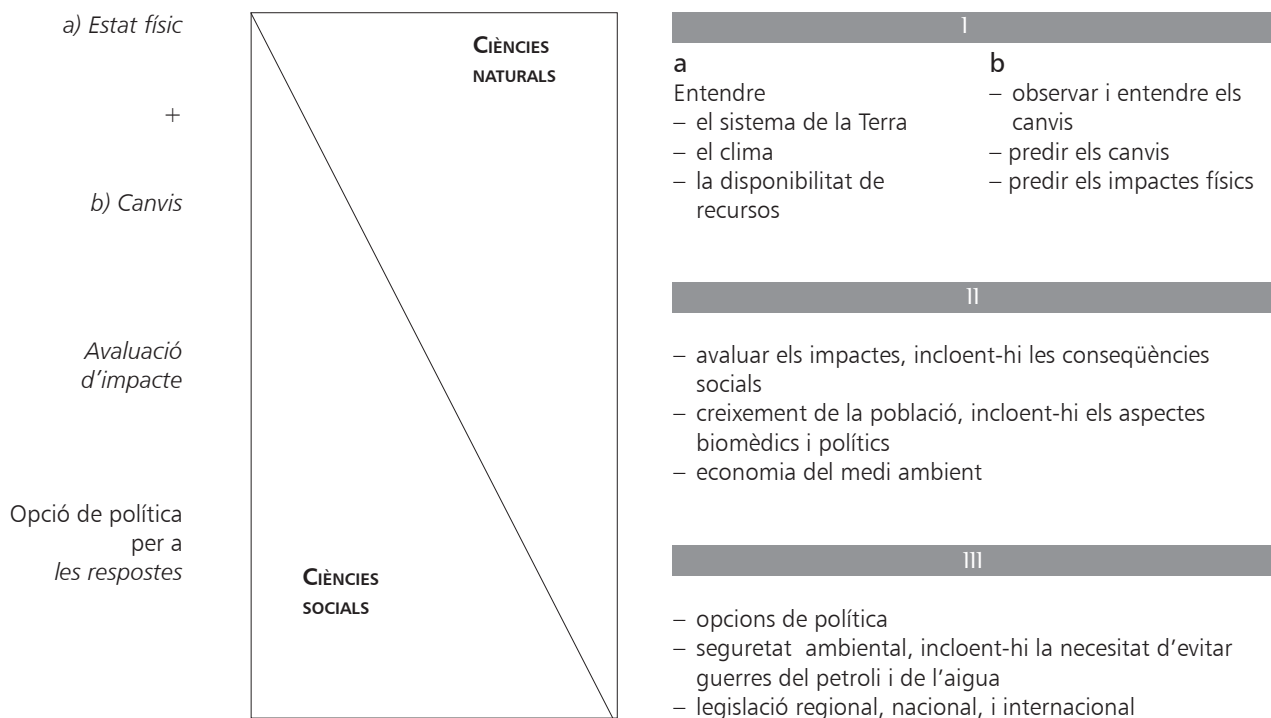 a) Estat físic
+
b) Canvis
Avaluació
d’impacte
Opció de política
per a
les respostes
CIÈNCIES
NATURALS
CIÈNCIES
SOCIALS
I
a
Entendre
– el sistema de la Terra
– el clima
– la disponibilitat de
recursos
b
– observar i entendre els
canvis
– predir els canvis
– predir els impactes físics
II
– avaluar els impactes, incloent-hi les conseqüències
socials
– creixement de la població, incloent-hi els aspectes
biomèdics i polítics
– economia del medi ambient
III
– opcions de política
– seguretat ambiental, incloent-hi la necesitat d’evitar
guerres del petroli i de l’aigua
– legislació regional, nacional, i internacional